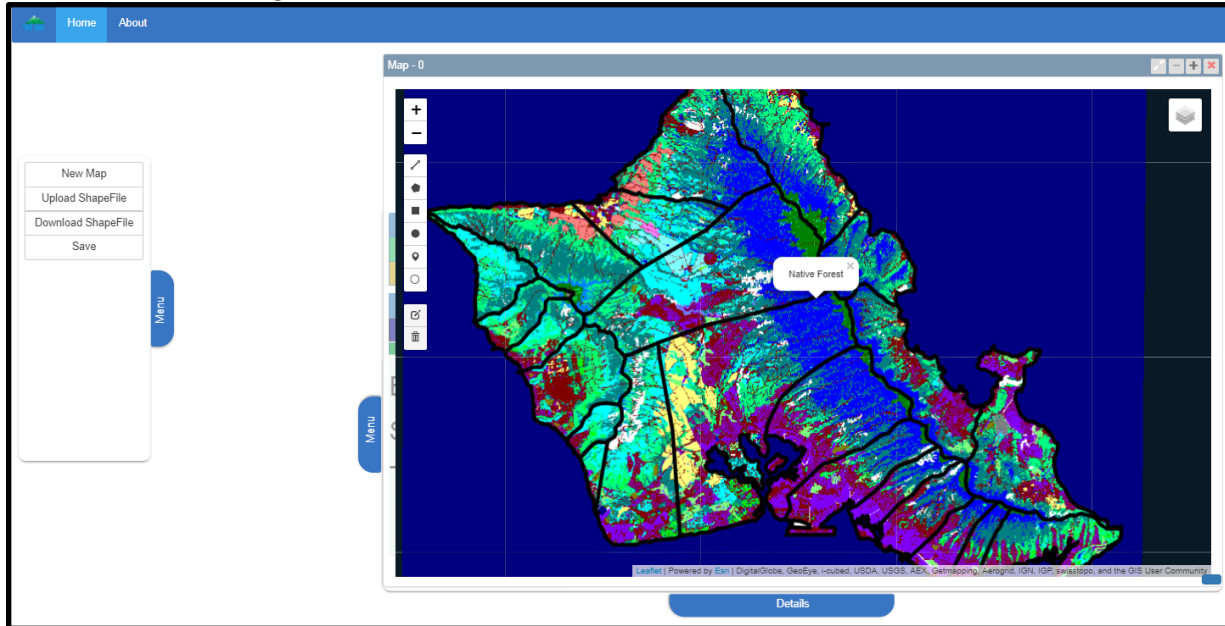 Home About
Map - 0
New Map
Upload ShapeFile
Download ShapeFile
Save
Menu
Menu
Native Forest
Leaflet | Powered by Esri | DigitalGlobe, GeoEye, i-cubed, USDA, USGS, AEX, Getmapping, Aerogrid, IGN, IGP, swisstopo, and the GIS User Community
Details